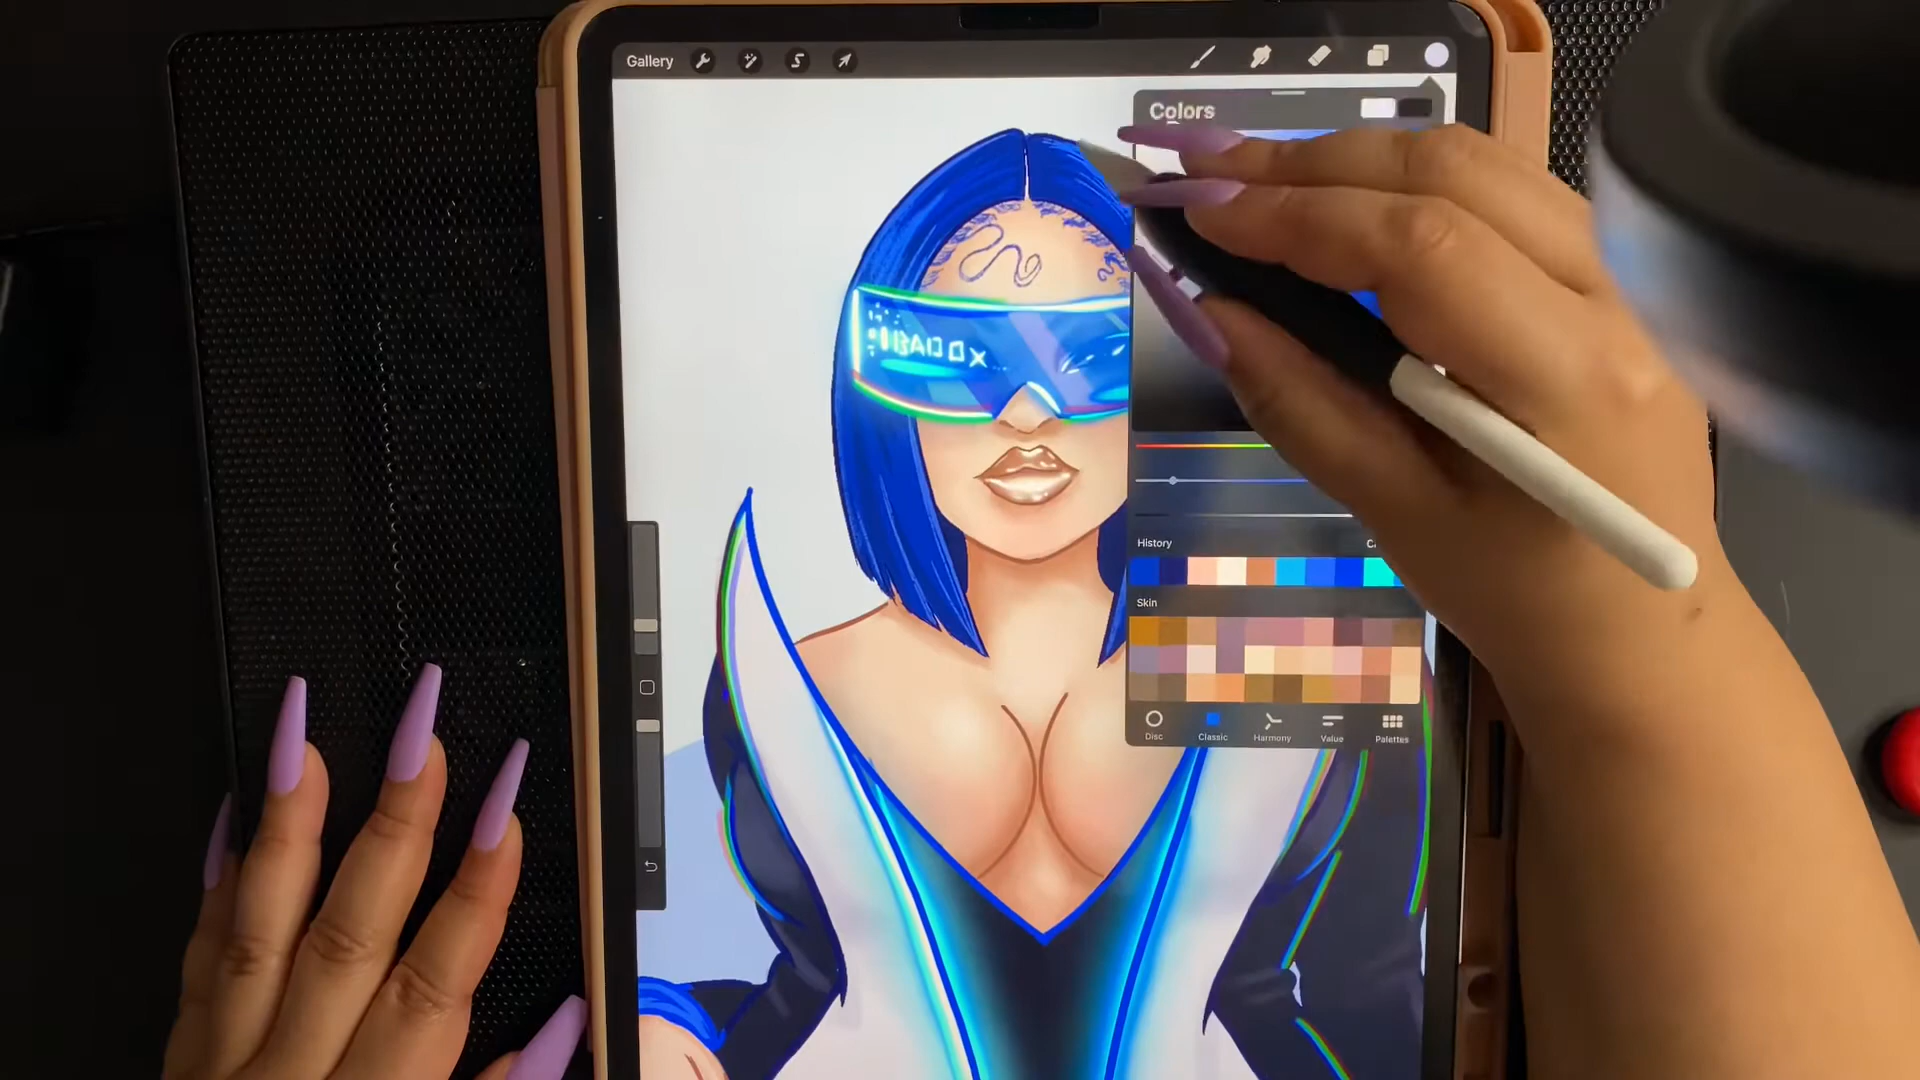 Gallery
Colors
History
Skin
Disc
Classic
Harmony
Value
Palettes